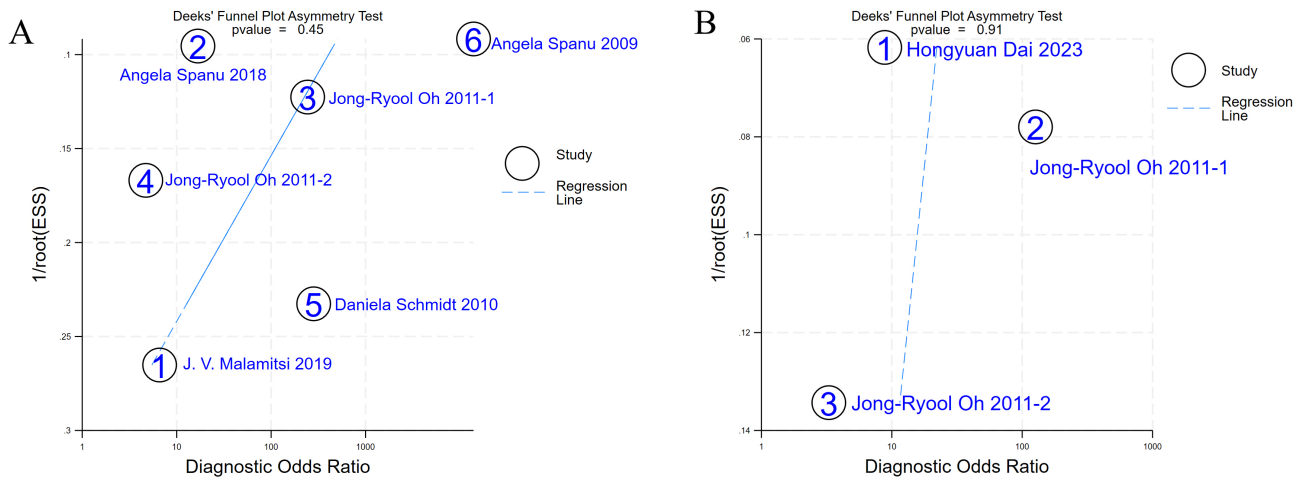 A
Deeks' Funnel Plot Asymmetry Test
pvalue = 0.45
.1
.15
.2
.25
.3
1/root(ESS)
2
Angela Spanu 2018
6 Angela Spanu 2009
3 Jong-Ryool Oh 2011-1
4 Jong-Ryool Oh 2011-2
5 Daniela Schmidt 2010
1 J. V. Malamitsi 2019
1
10
100
1000
Diagnostic Odds Ratio
Study
Regression
Line
B
Deeks' Funnel Plot Asymmetry Test
pvalue = 0.91
.06
.08
.1
.12
.14
1/root(ESS)
1 Hongyuan Dai 2023
2
Jong-Ryool Oh 2011-1
3 Jong-Ryool Oh 2011-2
1
10
100
1000
Diagnostic Odds Ratio
Study
Regression
Line